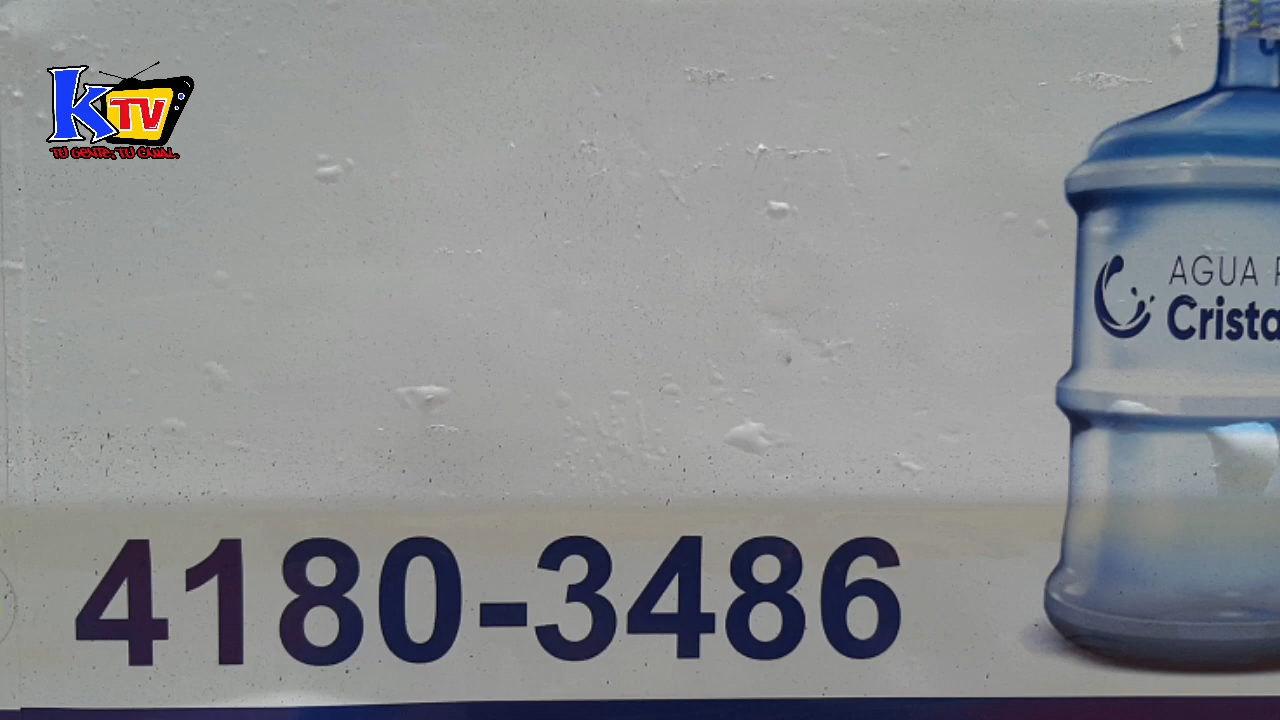 KTV
TU GENTE, TU CANAL.
AGUA
Crista
4180-3486